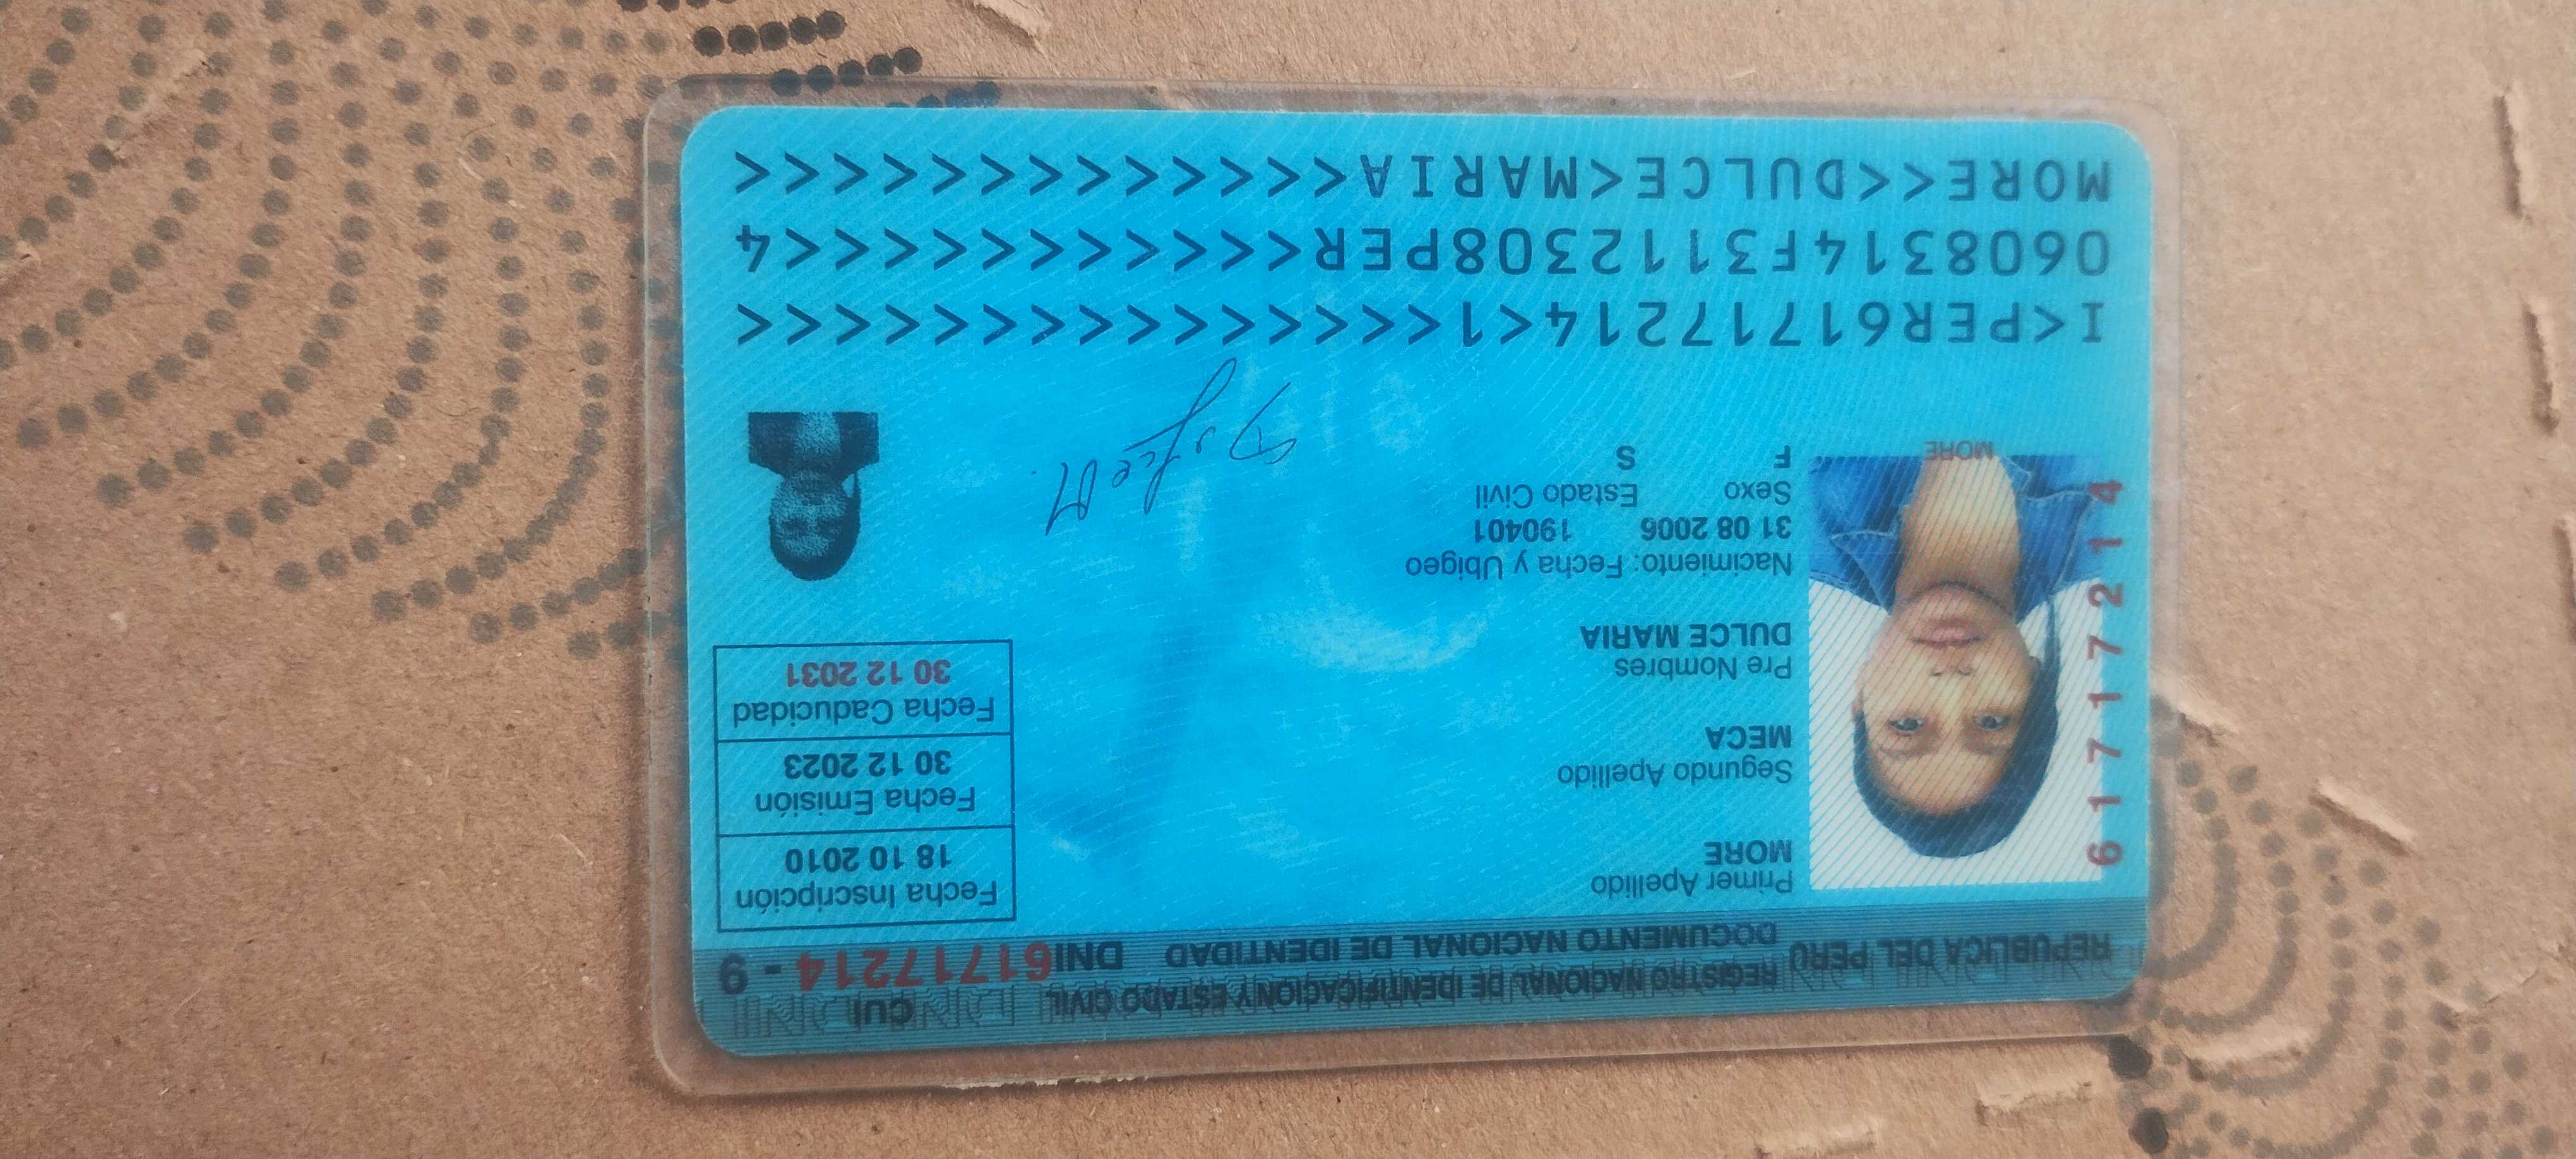 REPUBLICA DEL PERU
REGISTRO NACIONAL DE IDENTIFICACION Y ESTADO CIVIL
DOCUMENTO NACIONAL DE IDENTIDAD
CUI
DNI61717214 - 9
61717214
MORE
Primer Apellido
MORE
Segundo Apellido
MECA
Pre Nombres
DULCE MARIA
Nacimiento: Fecha y Ubigeo
31 08 2006 190401
Sexo Estado Civil
F S
Fecha Inscripción
18 10 2010
Fecha Emisión
30 12 2023
Fecha Caducidad
30 12 2031
Dulce M.
I<PER61717214<1<<<<<<<<<<<<<<<
0608314F3112308PER<<<<<<<<<<<4
MORE<<DULCE<MARIA<<<<<<<<<<<<<